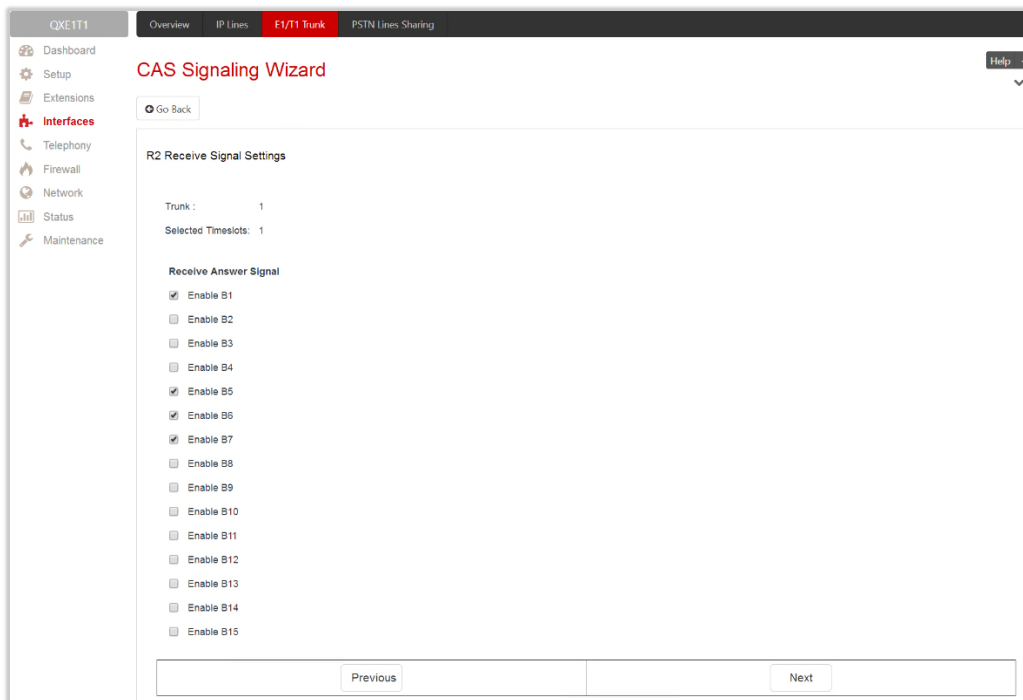 QXE1T1
Overview IP Lines E1/T1 Trunk PSTN Lines Sharing
Dashboard
Setup
Extensions
Interfaces
Telephony
Firewall
Network
Status
Maintenance
CAS Signaling Wizard
Help
Go Back
R2 Receive Signal Settings
Trunk : 1
Selected Timeslots: 1
Receive Answer Signal
Enable B1
Enable B2
Enable B3
Enable B4
Enable B5
Enable B6
Enable B7
Enable B8
Enable B9
Enable B10
Enable B11
Enable B12
Enable B13
Enable B14
Enable B15
Previous Next